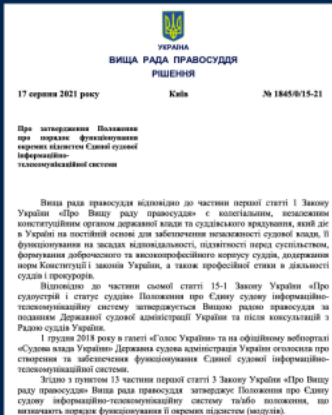 УКРАЇНА
ВИЩА РАДА ПРАВОСУДДЯ
РІШЕННЯ
17 серпня 2021 року Київ № 1845/0/15-21
Про затвердження Положення
про порядок функціонування
окремих підсистем Єдиної судової
інформаційно-
телекомунікаційної системи
Вища рада правосуддя відповідно до частини першої статті 1 Закону
України «Про Вищу раду правосуддя» є колегіальним, незалежним
конституційним органом державної влади та суддівського врядування, який діє
в Україні на постійній основі для забезпечення незалежності судової влади, її
функціонування на засадах відповідальності, підзвітності перед суспільством,
формування доброчесного та високопрофесійного корпусу суддів, додержання
норм Конституції і законів України, а також професійної етики в діяльності
суддів і прокурорів.
Відповідно до частини сьомої статті 15-1 Закону України «Про
судоустрій і статус суддів» Положення про Єдину судову інформаційно-
телекомунікаційну систему затверджується Вищою радою правосуддя за
поданням Державної судової адміністрації України та після консультацій з
Радою суддів України.
1 грудня 2018 року в газеті «Голос України» та на офіційному вебпорталі
«Судова влада України» Державна судова адміністрація України оголосила про
створення та забезпечення функціонування Єдиної судової інформаційно-
телекомунікаційної системи.
Згідно з пунктом 13 частини першої статті 3 Закону України «Про Вищу
раду правосуддя» Вища рада правосуддя затверджує Положення про Єдину
судову інформаційно-телекомунікаційну систему та/або положення, що
визначають порядок функціонування її окремих підсистем (модулів).